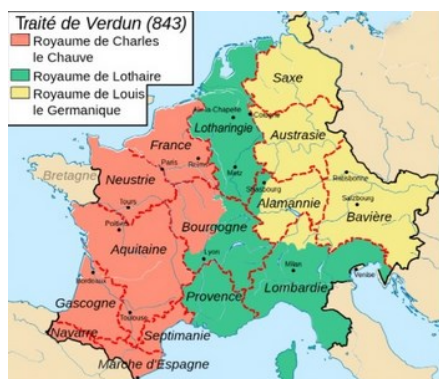 Traité de Verdun (843)
Royaume de Charles
le Chauve
Royaume de Lothaire
Royaume de Louis
le Germanique
Saxe
Aix-la-Chapelle
Cologne
Lotharingie
Austrasie
France
Reims
Paris
Metz
Bretagne
Neustrie
Strasbourg
Ratisbonne
Salzbourg
Tours
Alamannie
Bavière
Poitiers
Bourgogne
Aquitaine
Lyon
Milan
Venise
Bordeaux
Provence
Lombardie
Gascogne
Toulouse
Navarre
Septimanie
Marche d'Espagne